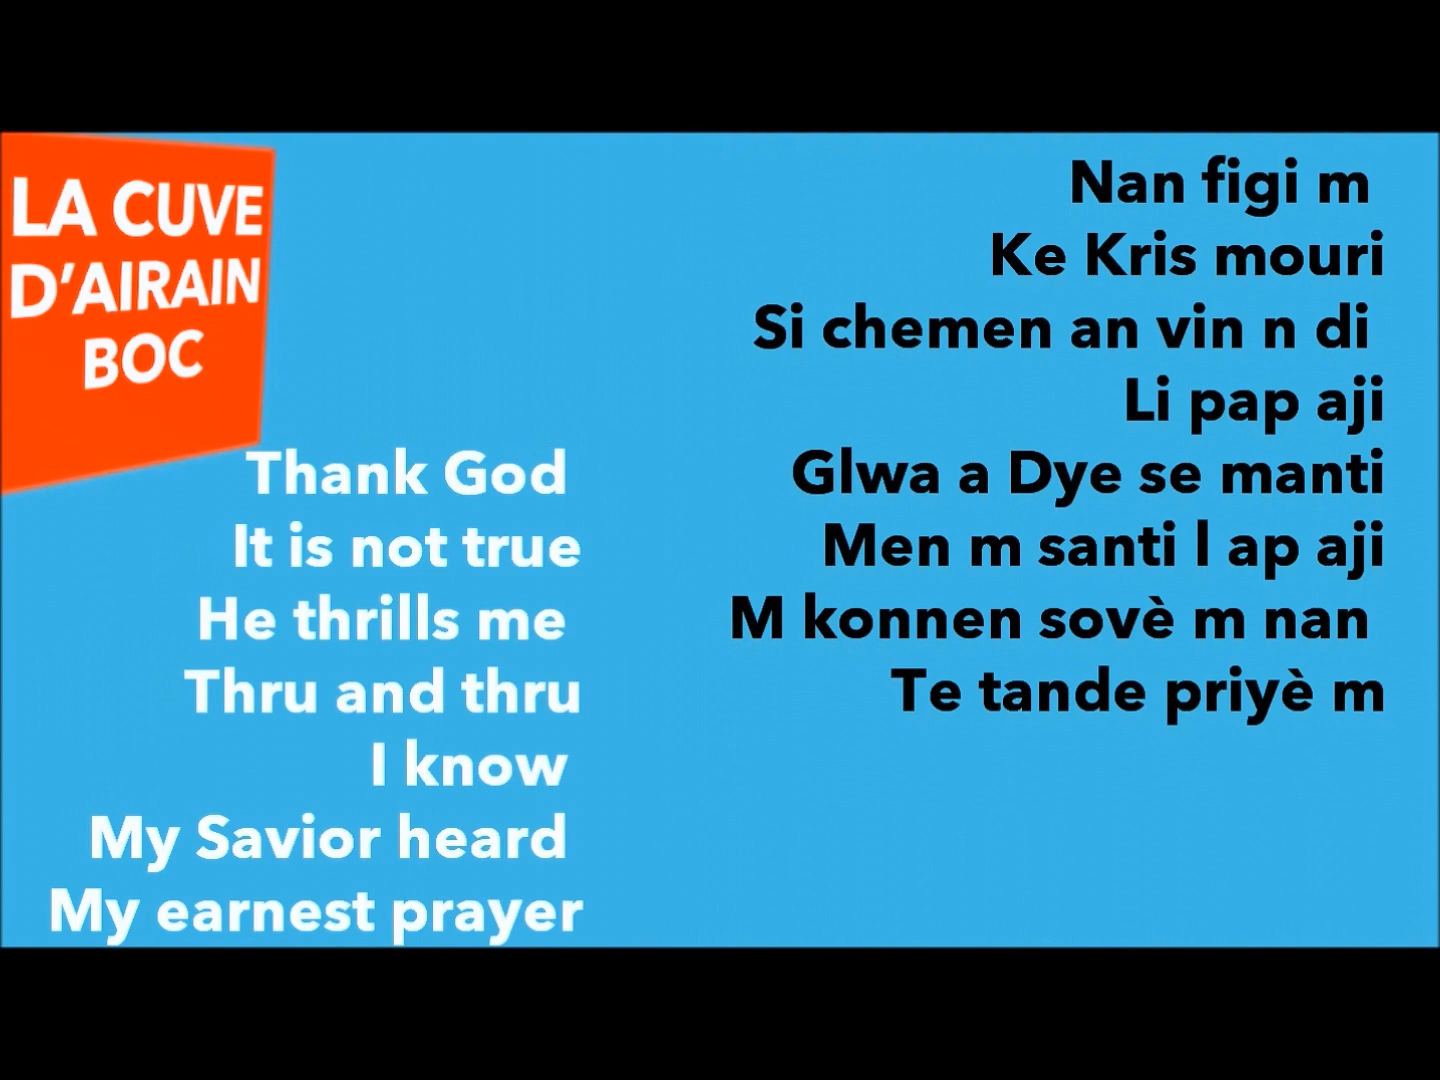 LA CUVE
D'AIRAIN
BOC
Thank God
It is not true
He thrills me
Thru and thru
I know
My Savior heard
My earnest prayer
Nan figi m
Ke Kris mouri
Si chemen an vin n di
Li pap aji
Glwa a Dye se manti
Men m santi l ap aji
M konnen sovè m nan
Te tande priyè m